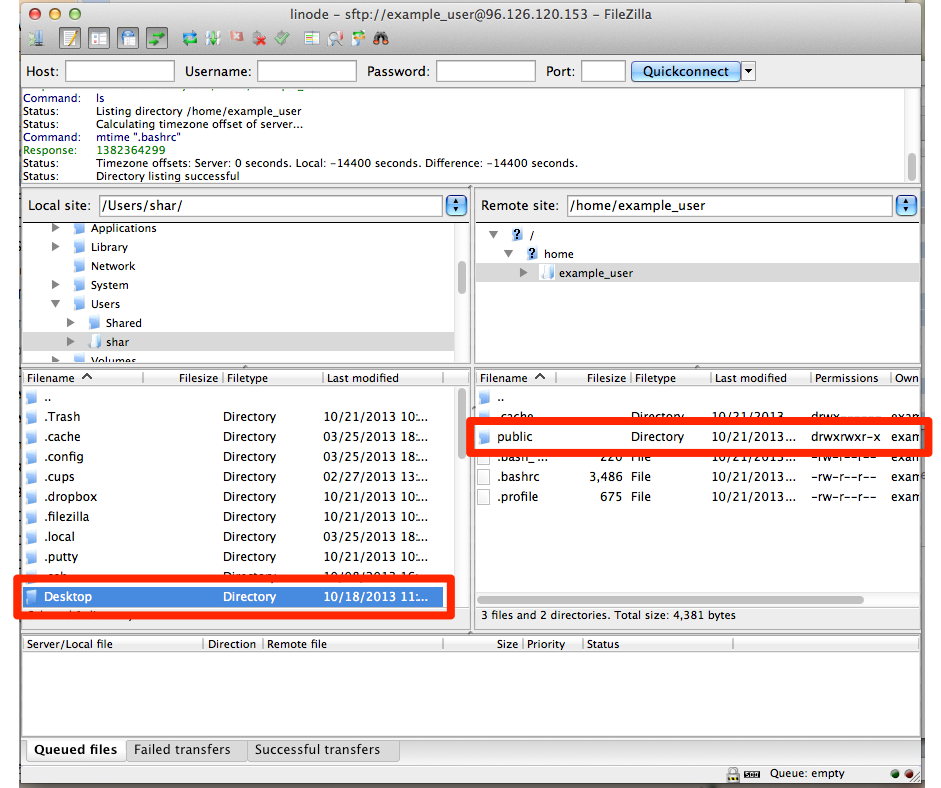 linode – sftp://example_user@96.126.120.153 – FileZilla
Host: Username: Password: Port: Quickconnect
Command: ls
Status: Listing directory /home/example_user
Status: Calculating timezone offset of server...
Command: mtime ".bashrc"
Response: 1382364299
Status: Timezone offsets: Server: 0 seconds. Local: -14400 seconds. Difference: -14400 seconds.
Status: Directory listing successful
Local site: /Users/shar/
Applications
Library
Network
System
Users
Shared
shar
Volumes
Remote site: /home/example_user
/
home
example_user
Filename Filesize Filetype Last modified
..
.Trash Directory 10/21/2013 10:...
.cache Directory 03/25/2013 18:...
.config Directory 03/25/2013 18:...
.cups Directory 02/27/2013 13:...
.dropbox Directory 10/21/2013 10:...
.filezilla Directory 10/21/2013 10:...
.local Directory 03/25/2013 18:...
.putty Directory 10/21/2013 10:...
Desktop Directory 10/18/2013 11:...
Filename Filesize Filetype Last modified Permissions Own
..
.cache Directory 10/21/2013... drwx------ exam
public Directory 10/21/2013... drwxrwxr-x exam
.bash_... 220 File 10/21/2013... -rw-r--r-- exam
.bashrc 3,486 File 10/21/2013... -rw-r--r-- exam
.profile 675 File 10/21/2013... -rw-r--r-- exam
3 files and 2 directories. Total size: 4,381 bytes
Server/Local file Direction Remote file Size Priority Status
Queued files Failed transfers Successful transfers
Queue: empty